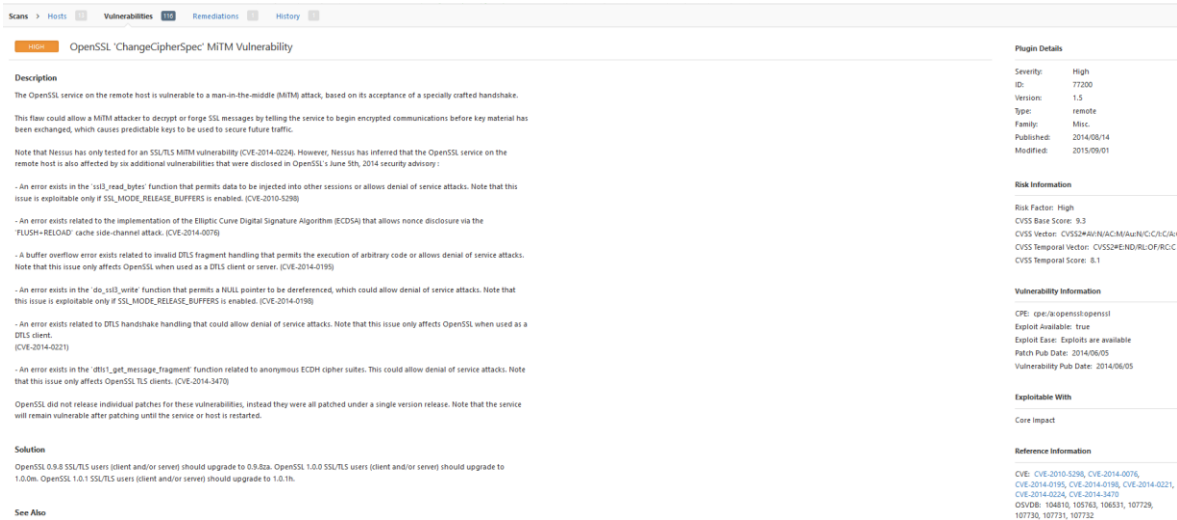 Scans > Hosts Vulnerabilities 118 Remediations History
HIGH OpenSSL 'ChangeCipherSpec' MiTM Vulnerability
Description
The OpenSSL service on the remote host is vulnerable to a man-in-the-middle (MiTM) attack, based on its acceptance of a specially crafted handshake.
This flaw could allow a MiTM attacker to decrypt or forge SSL messages by telling the service to begin encrypted communications before key material has
been exchanged, which causes predictable keys to be used to secure future traffic.
Note that Nessus has only tested for an SSL/TLS MiTM vulnerability (CVE-2014-0224). However, Nessus has inferred that the OpenSSL service on the
remote host is also affected by six additional vulnerabilities that were disclosed in OpenSSL's June 5th, 2014 security advisory :
- An error exists in the 'ssl3_read_bytes' function that permits data to be injected into other sessions or allows denial of service attacks. Note that this
issue is exploitable only if SSL_MODE_RELEASE_BUFFERS is enabled. (CVE-2010-5298)
- An error exists related to the implementation of the Elliptic Curve Digital Signature Algorithm (ECDSA) that allows nonce disclosure via the
'FLUSH+RELOAD' cache side-channel attack. (CVE-2014-0076)
- A buffer overflow error exists related to invalid DTLS fragment handling that permits the execution of arbitrary code or allows denial of service attacks.
Note that this issue only affects OpenSSL when used as a DTLS client or server. (CVE-2014-0195)
- An error exists in the 'do_ssl3_write' function that permits a NULL pointer to be dereferenced, which could allow denial of service attacks. Note that
this issue is exploitable only if SSL_MODE_RELEASE_BUFFERS is enabled. (CVE-2014-0198)
- An error exists related to DTLS handshake handling that could allow denial of service attacks. Note that this issue only affects OpenSSL when used as a
DTLS client.
(CVE-2014-0221)
- An error exists in the 'dtls1_get_message_fragment' function related to anonymous ECDH cipher suites. This could allow denial of service attacks. Note
that this issue only affects OpenSSL TLS clients. (CVE-2014-3470)
OpenSSL did not release individual patches for these vulnerabilities, instead they were all patched under a single version release. Note that the service
will remain vulnerable after patching until the service or host is restarted.
Solution
OpenSSL 0.9.8 SSL/TLS users (client and/or server) should upgrade to 0.9.8za. OpenSSL 1.0.0 SSL/TLS users (client and/or server) should upgrade to
1.0.0m. OpenSSL 1.0.1 SSL/TLS users (client and/or server) should upgrade to 1.0.1h.
See Also
Plugin Details
Severity: High
ID: 77200
Version: 1.5
Type: remote
Family: Misc.
Published: 2014/08/14
Modified: 2015/09/01
Risk Information
Risk Factor: High
CVSS Base Score: 9.3
CVSS Vector: CVSS2#AV:N/AC:M/Au:N/C:C/I:C/A:
CVSS Temporal Vector: CVSS2#E:ND/RL:OF/RC:C
CVSS Temporal Score: 8.1
Vulnerability Information
CPE: cpe:/a:openssl:openssl
Exploit Available: true
Exploit Ease: Exploits are available
Patch Pub Date: 2014/06/05
Vulnerability Pub Date: 2014/06/05
Exploitable With
Core Impact
Reference Information
CVE: CVE-2010-5298, CVE-2014-0076,
CVE-2014-0195, CVE-2014-0198, CVE-2014-0221,
CVE-2014-0224, CVE-2014-3470
OSVDB: 104810, 105763, 106531, 107729,
107730, 107731, 107732